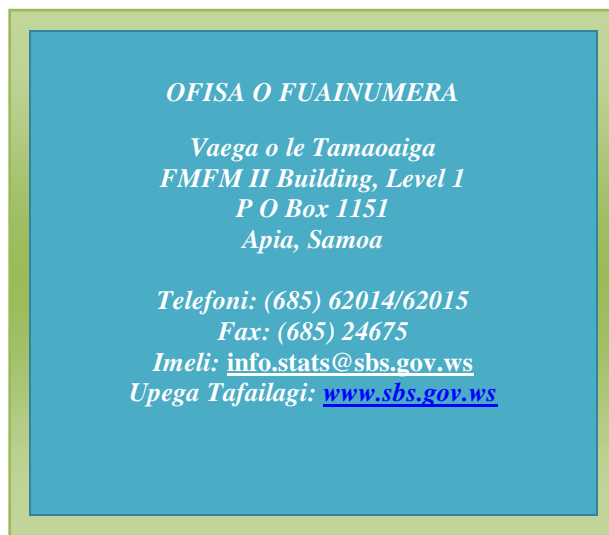 OFISA O FUAINUMERA
Vaega o le Tamaoaiga
FMFM II Building, Level 1
P O Box 1151
Apia, Samoa
Telefoni: (685) 62014/62015
Fax: (685) 24675
Imeli: info.stats@sbs.gov.ws
Upega Tafailagi: www.sbs.gov.ws